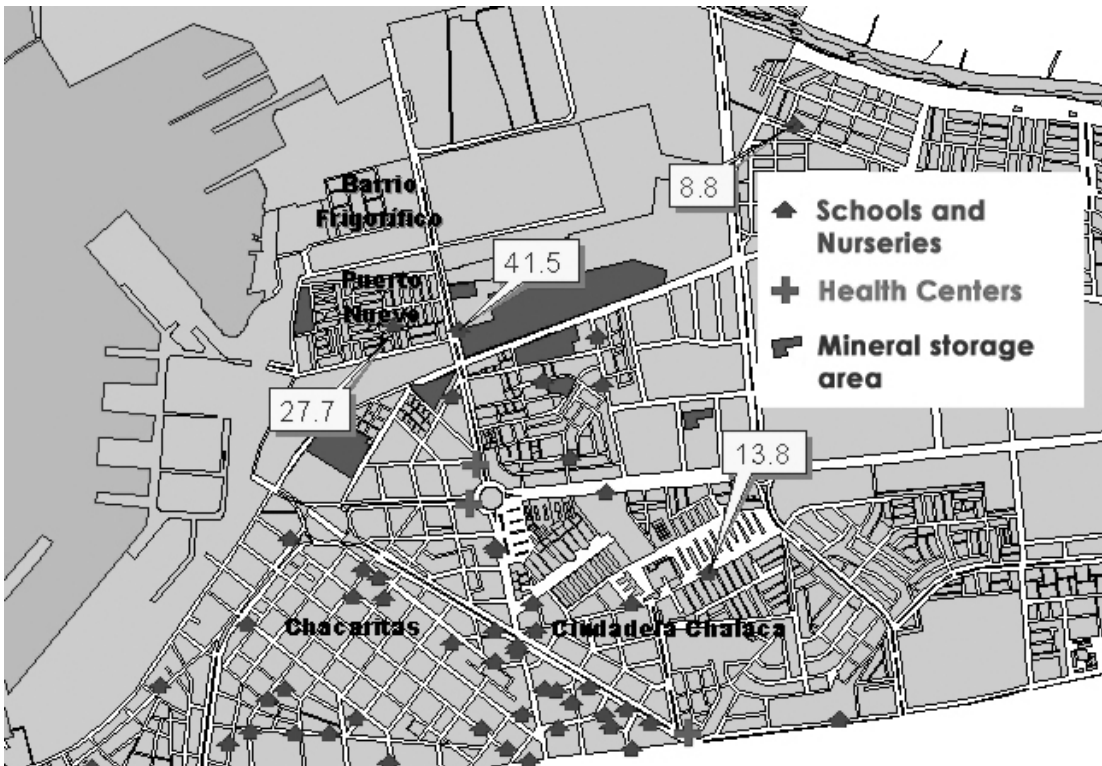 Barrio
Frigotífico
8.8
Schools and
Nurseries
41.5
Puerto
Nuevo
Health Centers
Mineral storage
area
27.7
13.8
Chacaritas
Ciudadela Chalaca